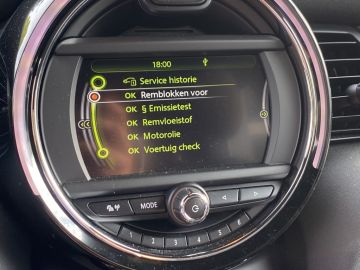 18:00
Service historie
OK Remblokken voor
OK § Emissietest
OK Remvloeistof
OK Motorolie
OK Voertuig check
MODE
1 2 3 4 5 6